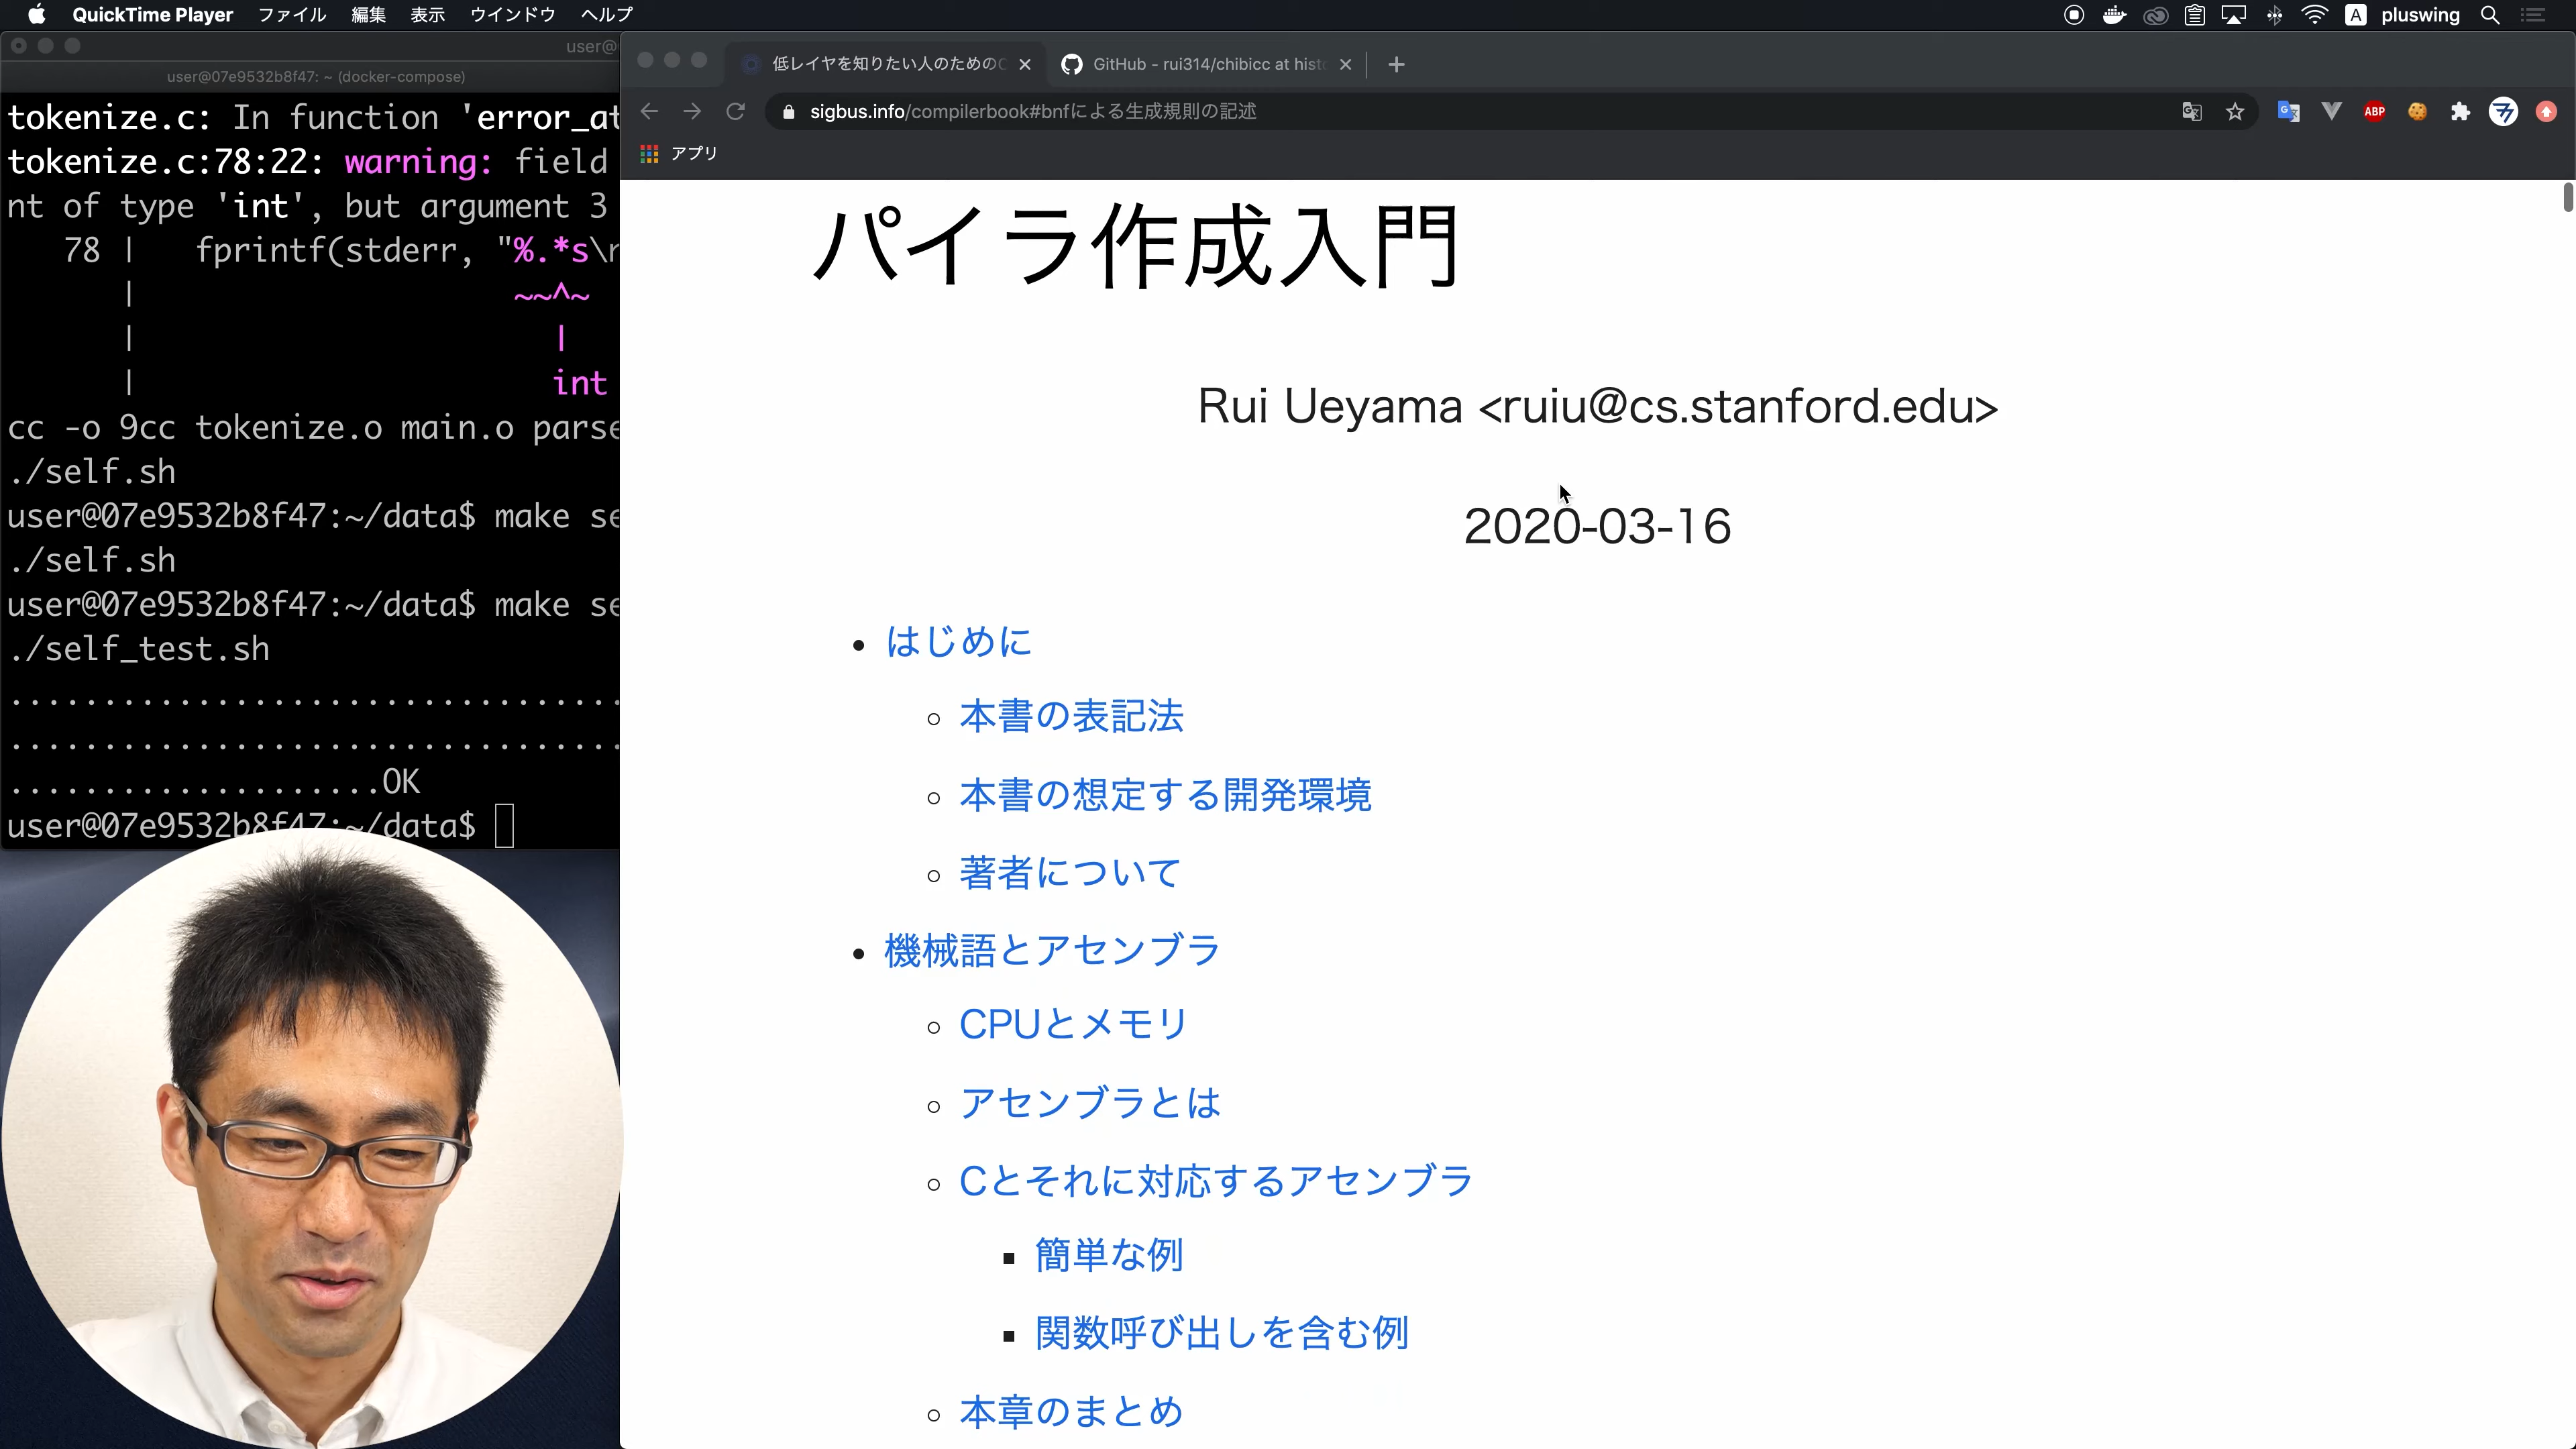 QuickTime Player ファイル 編集 表示 ウインドウ ヘルプ
A pluswing
user@
user@07e9532b8f47: ~ (docker-compose)
tokenize.c: In function 'error_at
tokenize.c:78:22: warning: field
nt of type 'int', but argument 3
78 | fprintf(stderr, "%.*s\
| ~~^~
| |
| int
cc -o 9cc tokenize.o main.o parse
./self.sh
user@07e9532b8f47:~/data$ make se
./self.sh
user@07e9532b8f47:~/data$ make se
./self_test.sh
.................................
.................................
....................OK
user@07e9532b8f47:~/data$
低レイヤを知りたい人のためのC
GitHub - rui314/chibicc at histo
sigbus.info/compilerbook#bnfによる生成規則の記述
ABP
アプリ
パイラ作成入門
Rui Ueyama <ruiu@cs.stanford.edu>
2020-03-16
• はじめに
○ 本書の表記法
○ 本書の想定する開発環境
○ 著者について
• 機械語とアセンブラ
○ CPUとメモリ
○ アセンブラとは
○ Cとそれに対応するアセンブラ
■ 簡単な例
■ 関数呼び出しを含む例
○ 本章のまとめ